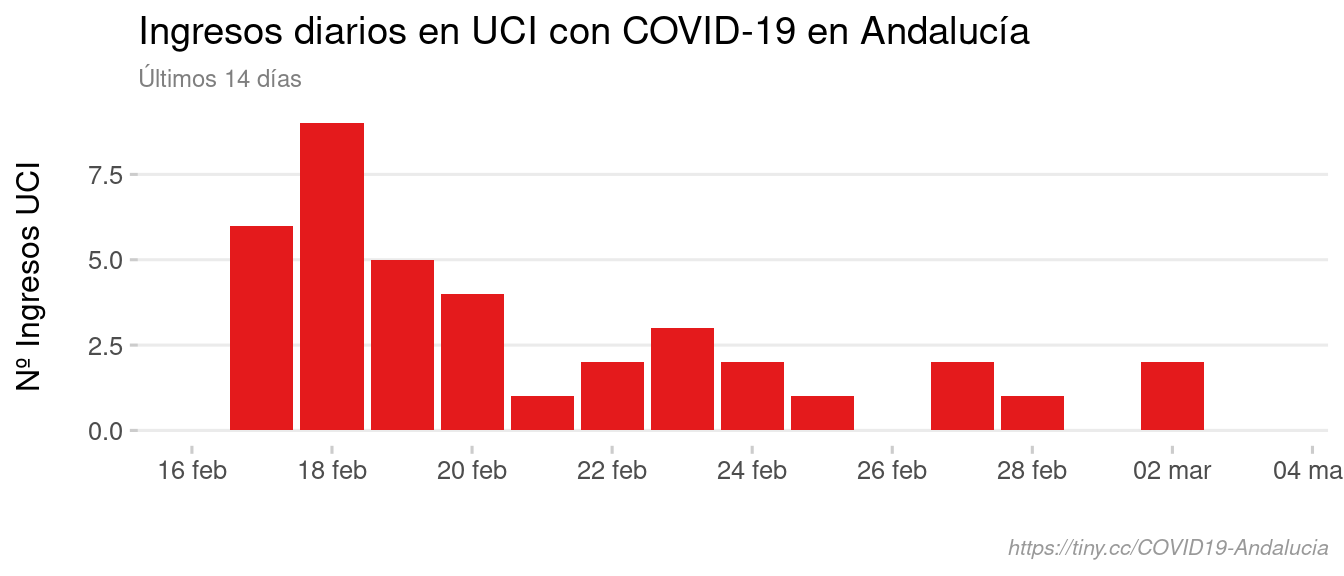 Ingresos diarios en UCI con COVID-19 en Andalucía
Últimos 14 días
Nº Ingresos UCI
7.5
5.0
2.5
0.0
16 feb 18 feb 20 feb 22 feb 24 feb 26 feb 28 feb 02 mar 04 ma
https://tiny.cc/COVID19-Andalucia